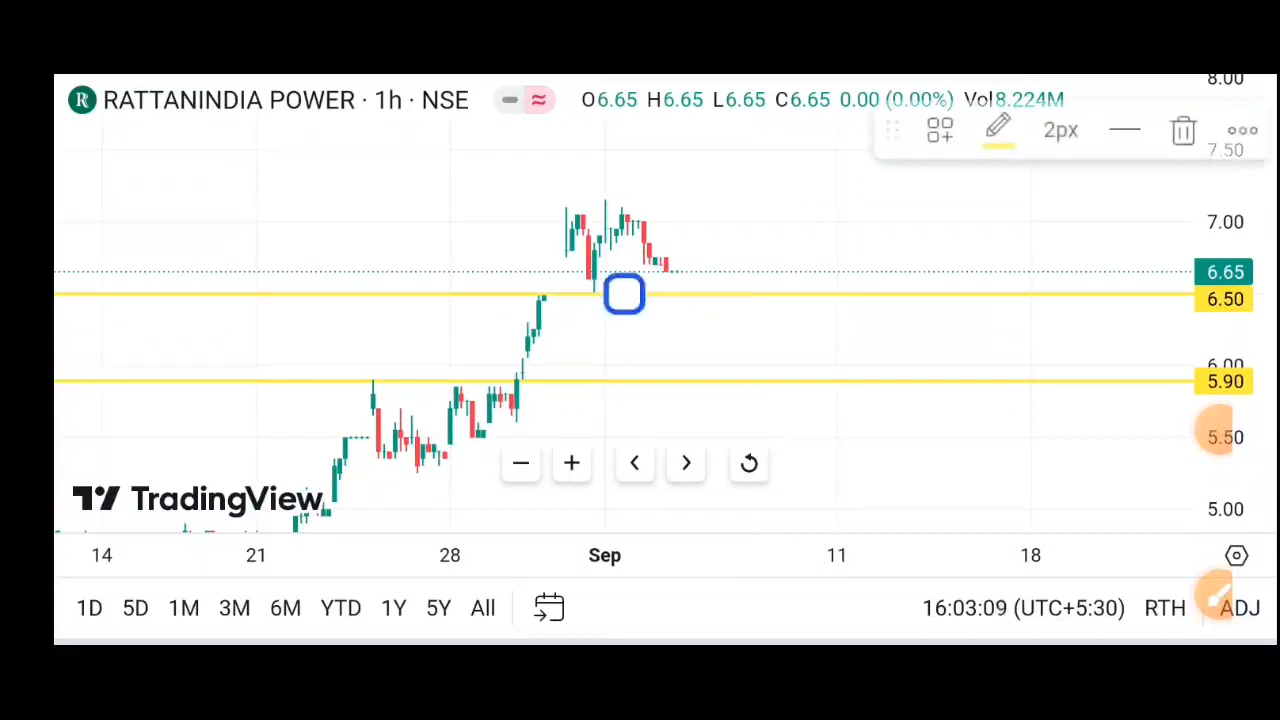 8.00
RATTANINDIA POWER · 1h · NSE O6.65 H6.65 L6.65 C6.65 0.00 (0.00%) Vol8.224M
2px
7.50
7.00
6.65
6.50
6.00
5.90
5.50
TradingView
5.00
14 21 28 Sep 11 18
1D 5D 1M 3M 6M YTD 1Y 5Y All 16:03:09 (UTC+5:30) RTH ADJ